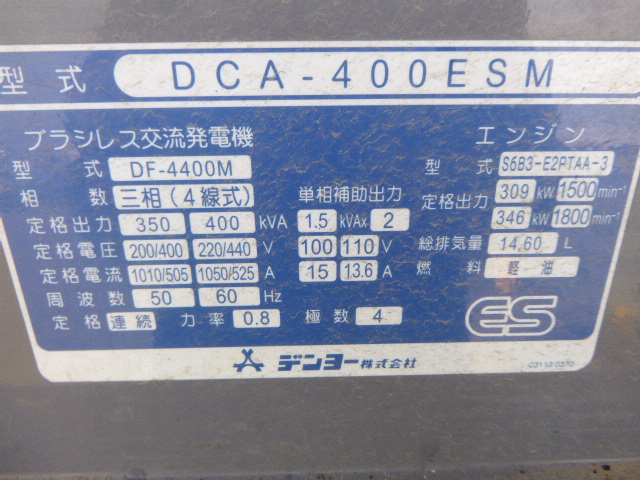 型式 DCA-400ESM
ブラシレス交流発電機
型式 DF-4400M
相数 三相(4線式) 単相補助出力
定格出力 350 400 kVA 1.5 kVAx 2
定格電圧 200/400 220/440 V 100 110 V
定格電流 1010/505 1050/525 A 15 13.6 A
周波数 50 60 Hz
定格 連続 力率 0.8 極数 4
エンジン
型式 S6B3-E2PTAA-3
定格出力 309 kW 1500 min⁻¹
346 kW 1800 min⁻¹
総排気量 14.60 L
燃料 軽油
ES
デンヨー株式会社